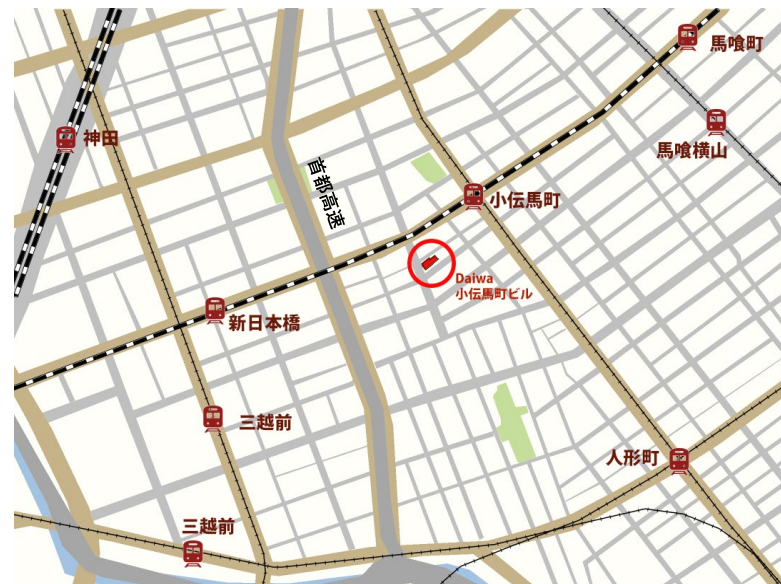 馬喰町
神田
馬喰横山
首都高速
小伝馬町
Daiwa
小伝馬町ビル
新日本橋
三越前
人形町
三越前